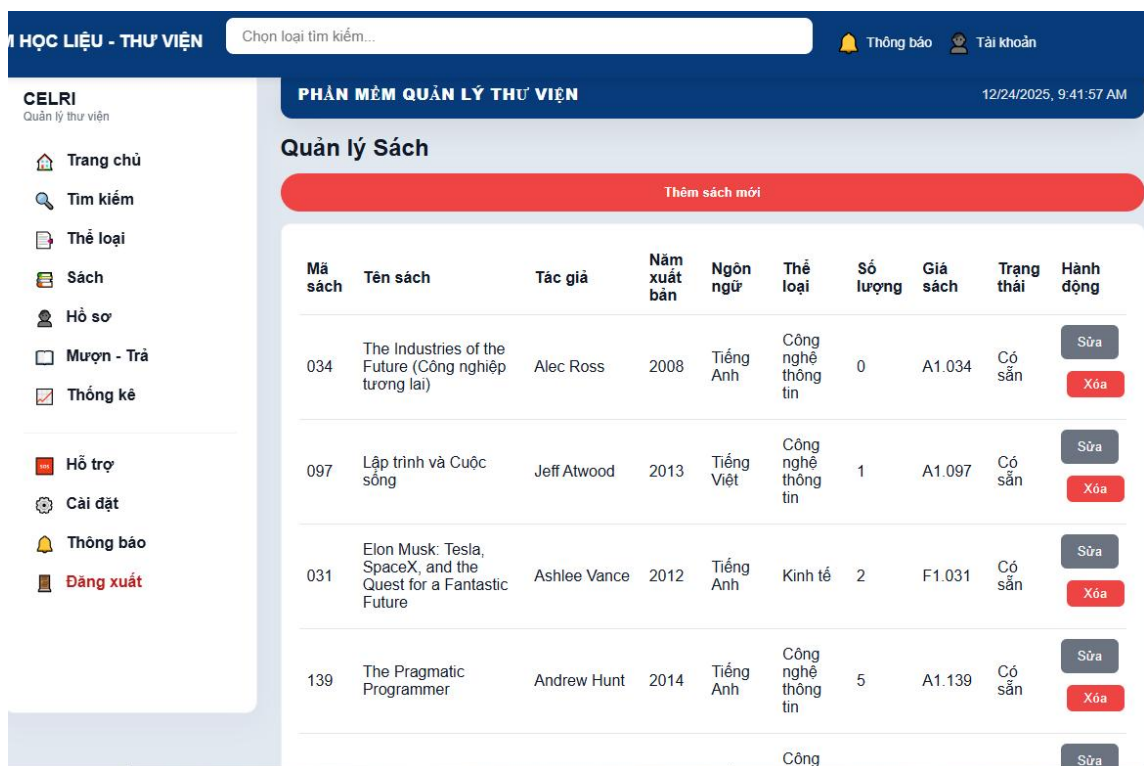 HỌC LIỆU - THƯ VIỆN
Chọn loại tìm kiếm...
Thông báo
Tài khoản
CELRI
Quản lý thư viện
Trang chủ
Tìm kiếm
Thể loại
Sách
Hồ sơ
Mượn - Trả
Thống kê
Hỗ trợ
Cài đặt
Thông báo
Đăng xuất
PHẦN MỀM QUẢN LÝ THƯ VIỆN
12/24/2025, 9:41:57 AM
Quản lý Sách
Thêm sách mới
Mã sách Tên sách Tác giả Năm xuất bản Ngôn ngữ Thể loại Số lượng Giá sách Trạng thái Hành động
034 The Industries of the Future (Công nghiệp tương lai) Alec Ross 2008 Tiếng Anh Công nghệ thông tin 0 A1.034 Có sẵn Sửa Xóa
097 Lập trình và Cuộc sống Jeff Atwood 2013 Tiếng Việt Công nghệ thông tin 1 A1.097 Có sẵn Sửa Xóa
031 Elon Musk: Tesla, SpaceX, and the Quest for a Fantastic Future Ashlee Vance 2012 Tiếng Anh Kinh tế 2 F1.031 Có sẵn Sửa Xóa
139 The Pragmatic Programmer Andrew Hunt 2014 Tiếng Anh Công nghệ thông tin 5 A1.139 Có sẵn Sửa Xóa
Công Sửa